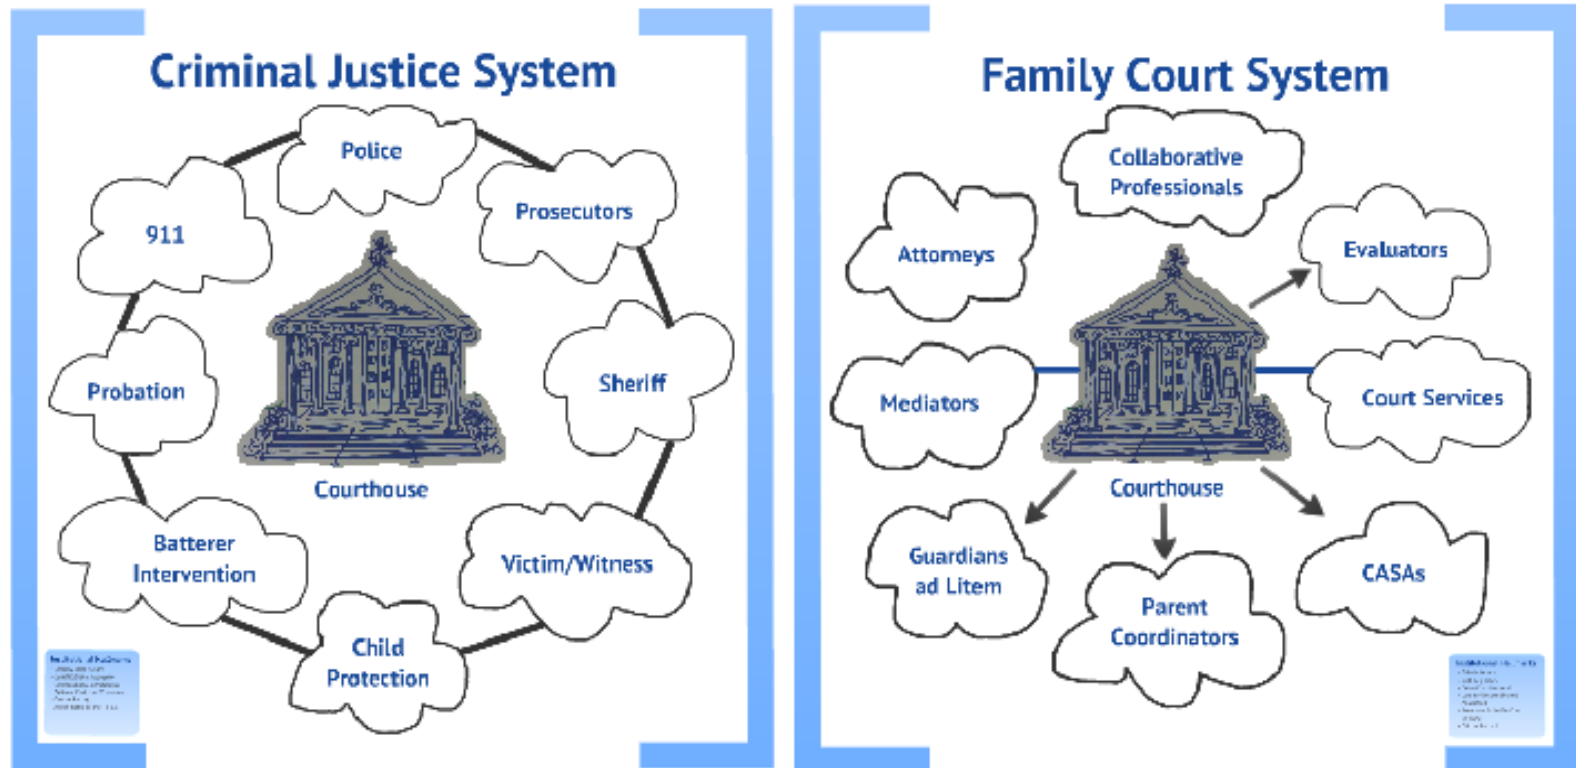 Criminal Justice System
Police
Prosecutors
911
Sheriff
Probation
Courthouse
Batterer
Intervention
Victim/Witness
Child
Protection
Family Court System
Collaborative
Professionals
Evaluators
Attorneys
Mediators
Court Services
Courthouse
Guardians
ad Litem
CASAs
Parent
Coordinators